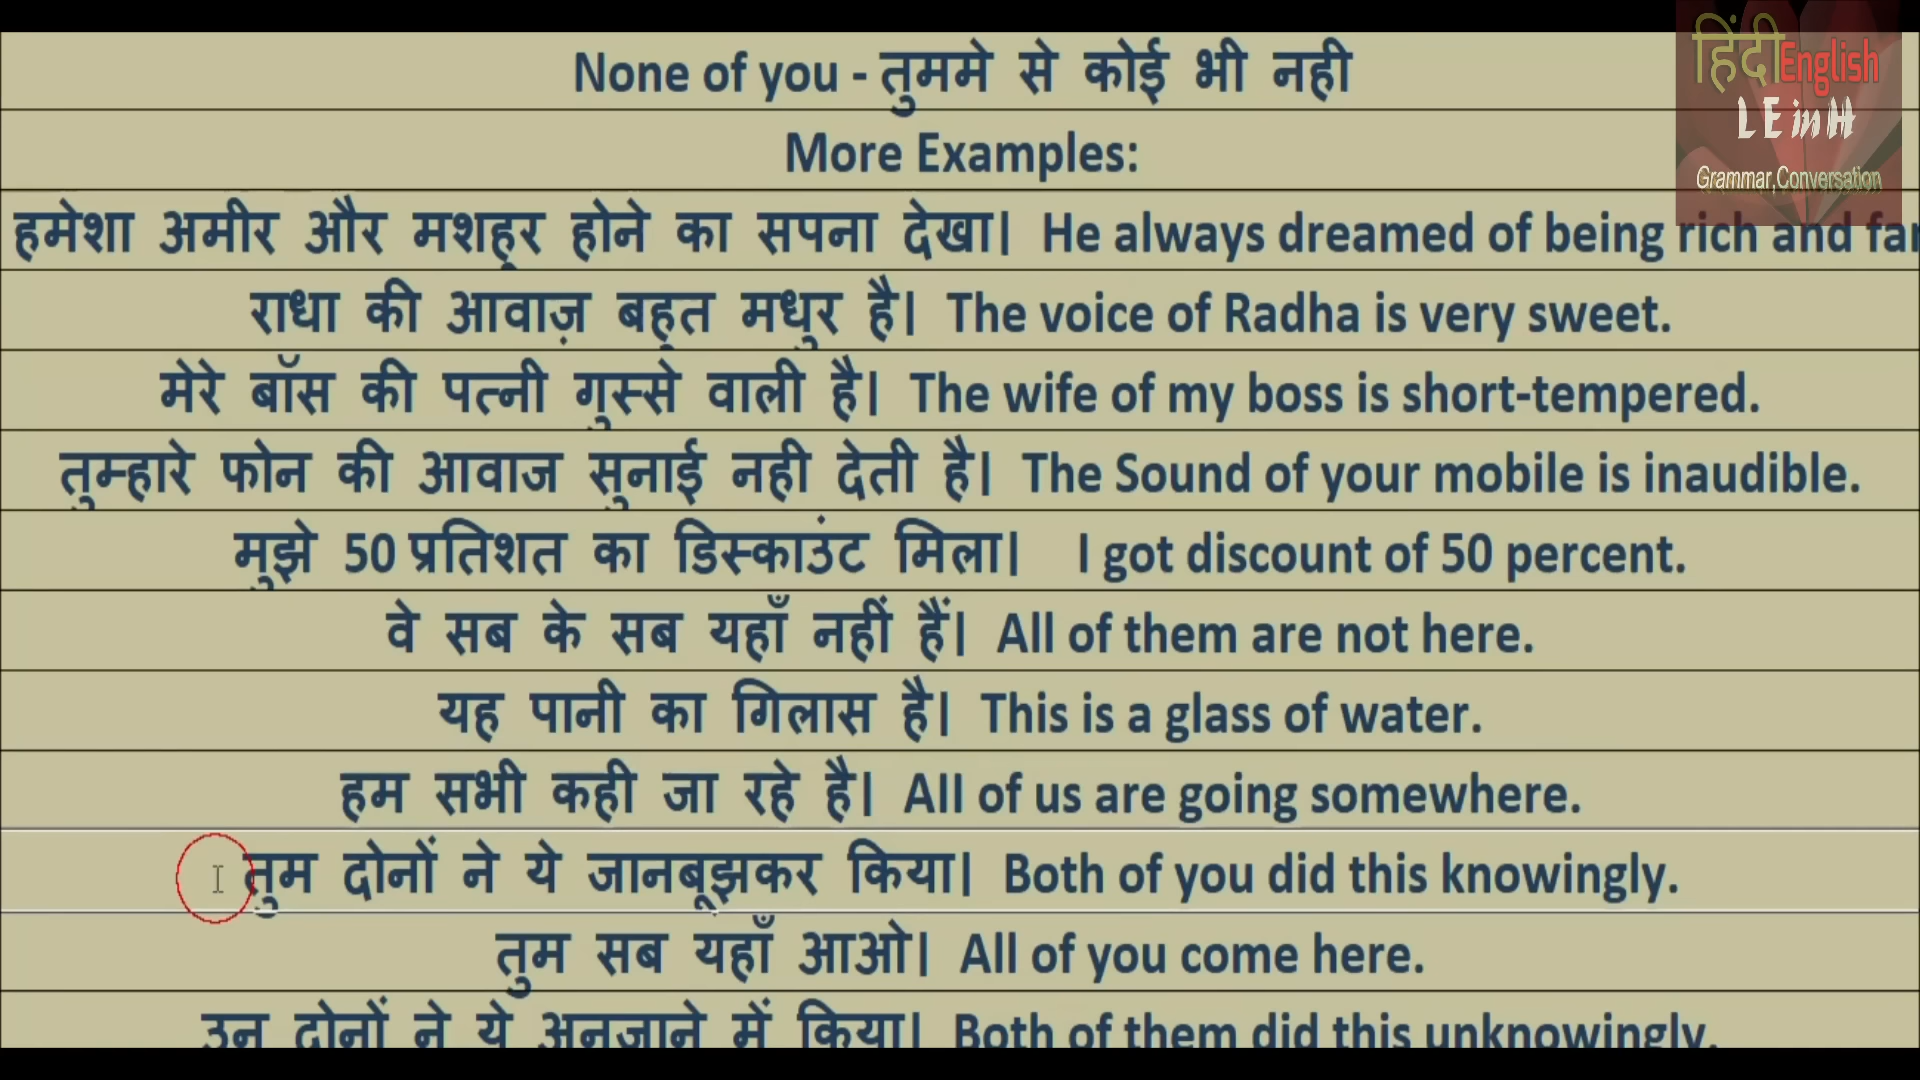 None of you - तुममे से कोई भी नही
हिंदी English
L E in H
Grammar,Conversation
More Examples:
हमेशा अमीर और मशहूर होने का सपना देखा| He always dreamed of being rich and
राधा की आवाज़ बहुत मधुर है| The voice of Radha is very sweet.
मेरे बॉस की पत्नी गुस्से वाली है| The wife of my boss is short-tempered.
तुम्हारे फोन की आवाज सुनाई नही देती है| The Sound of your mobile is inaudible.
मुझे 50 प्रतिशत का डिस्काउंट मिला| I got discount of 50 percent.
वे सब के सब यहाँ नहीं हैं| All of them are not here.
यह पानी का गिलास है| This is a glass of water.
हम सभी कही जा रहे है| All of us are going somewhere.
तुम दोनों ने ये जानबूझकर किया| Both of you did this knowingly.
तुम सब यहाँ आओ| All of you come here.
उन दोनों ने ये अनजाने में किया| Both of them did this unknowingly.